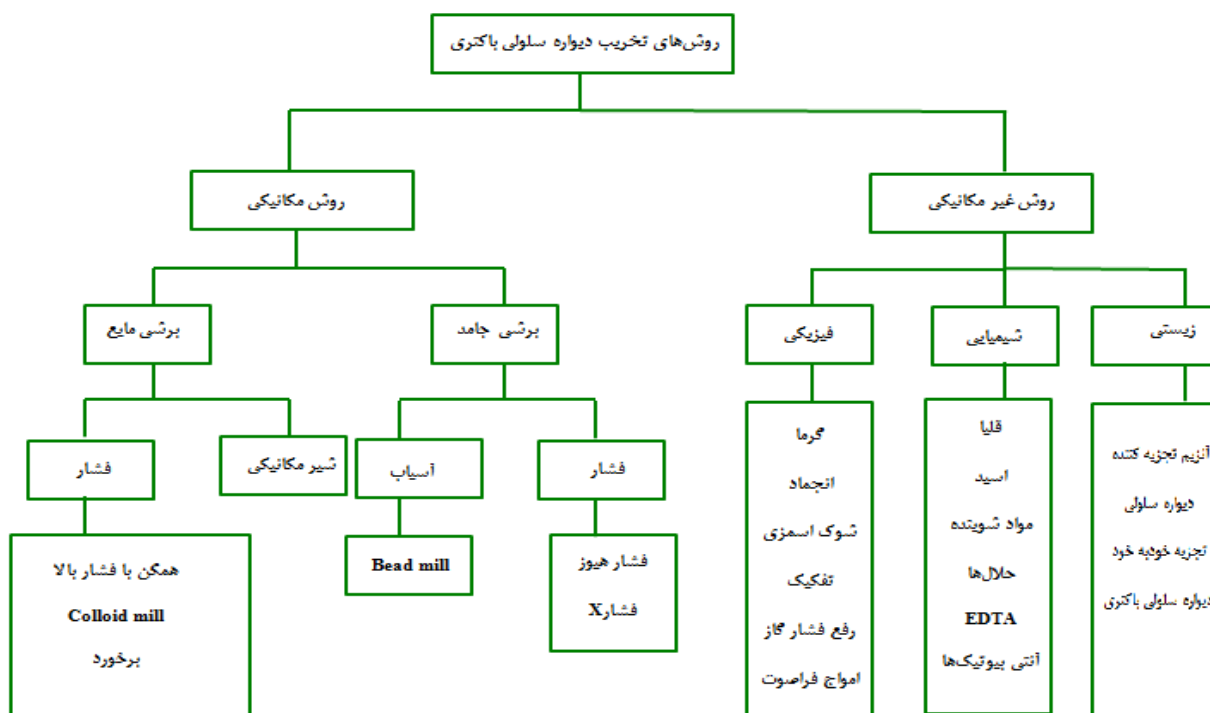 روش‌های تخریب دیواره سلولی باکتری
روش غیر مکانیکی
روش مکانیکی
زیستی
شیمیایی
فیزیکی
برشی جامد
برشی مایع
آنزیم تجزیه کننده
دیواره سلولی
تجزیه خودبه خود
دیواره سلولی باکتری
قلیا
اسید
مواد شوینده
حلال‌ها
EDTA
آنتی بیوتیک‌ها
گرما
انجماد
شوک اسمزی
تفکیک
رفع فشار گاز
امواج فراصوت
فشار
آسیاب
شیر مکانیکی
فشار
فشار هیوز
فشارX
Bead mill
همگن با فشار بالا
Colloid mill
برخورد